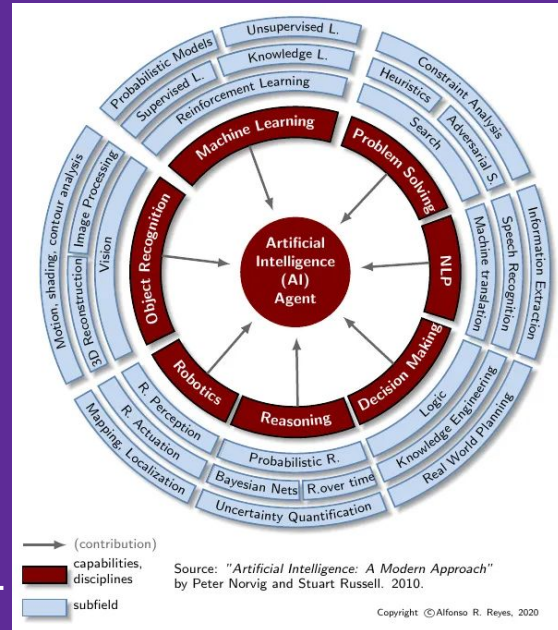 Unsupervised L.
Probabilistic Models
Knowledge L.
Supervised L.
Reinforcement Learning
Machine Learning
Constraint Analysis
Heuristics
Adversarial S.
Search
Problem Solving
Information Extraction
Speech Recognition
Machine translation
NLP
Motion, shading, contour analysis
Image Processing
3D Reconstruction
Vision
Object Recognition
Artificial
Intelligence
(AI)
Agent
Decision Making
Logic
Knowledge Engineering
Real World Planning
Robotics
R. Perception
R. Actuation
Mapping, Localization
Reasoning
Probabilistic R.
Bayesian Nets
R.over time
Uncertainty Quantification
(contribution)
capabilities,
disciplines
subfield
Source: "Artificial Intelligence: A Modern Approach"
by Peter Norvig and Stuart Russell. 2010.
Copyright ©Alfonso R. Reyes, 2020